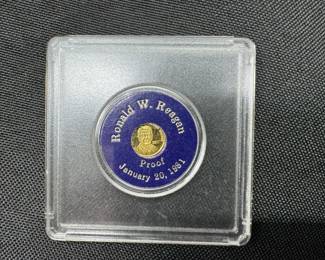 Ronald W. Reagan
Proof
January 20, 1981